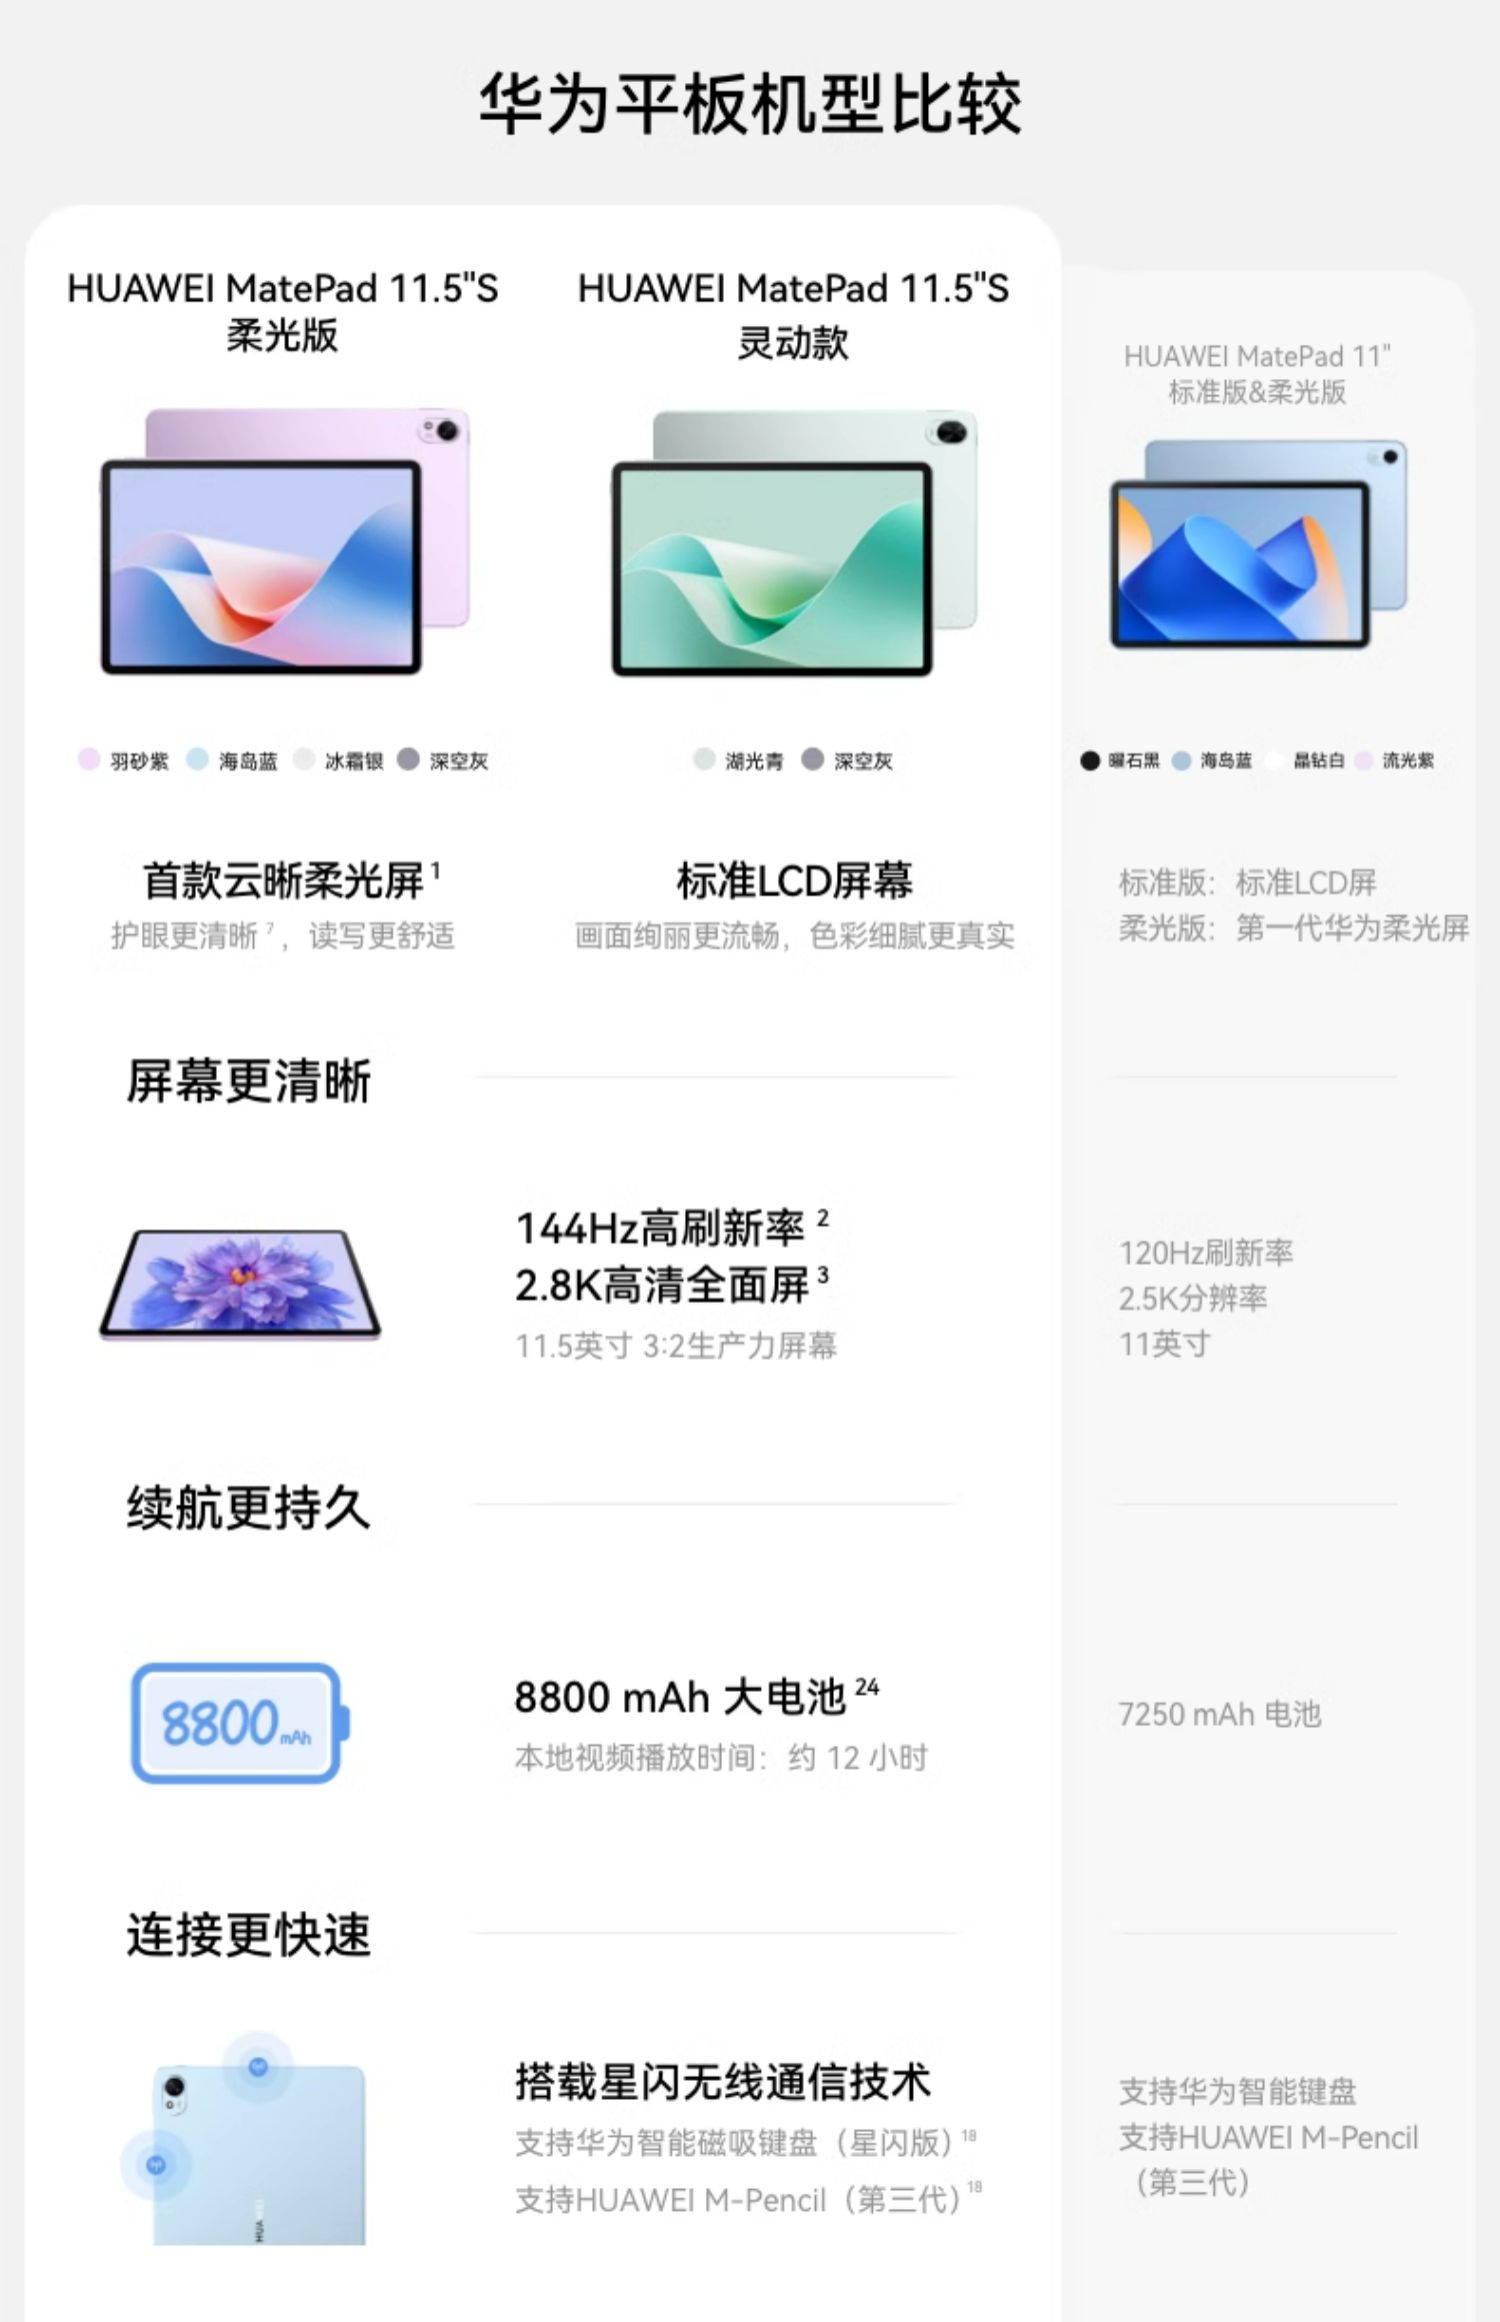 华为平板机型比较
HUAWEI MatePad 11.5"S
柔光版
HUAWEI MatePad 11.5"S
灵动款
HUAWEI MatePad 11"
标准版&柔光版
羽砂紫 海岛蓝 冰霜银 深空灰
湖光青 深空灰
曜石黑 海岛蓝 晶钻白 流光紫
首款云晰柔光屏1
护眼更清晰7，读写更舒适
标准LCD屏幕
画面绚丽更流畅，色彩细腻更真实
标准版：标准LCD屏
柔光版：第一代华为柔光屏
屏幕更清晰
144Hz高刷新率2
2.8K高清全面屏3
11.5英寸 3:2生产力屏幕
120Hz刷新率
2.5K分辨率
11英寸
续航更持久
8800 mAh
8800 mAh 大电池24
本地视频播放时间：约 12 小时
7250 mAh 电池
连接更快速
HUAWEI
搭载星闪无线通信技术
支持华为智能磁吸键盘（星闪版）18
支持HUAWEI M-Pencil（第三代）18
支持华为智能键盘
支持HUAWEI M-Pencil
（第三代）